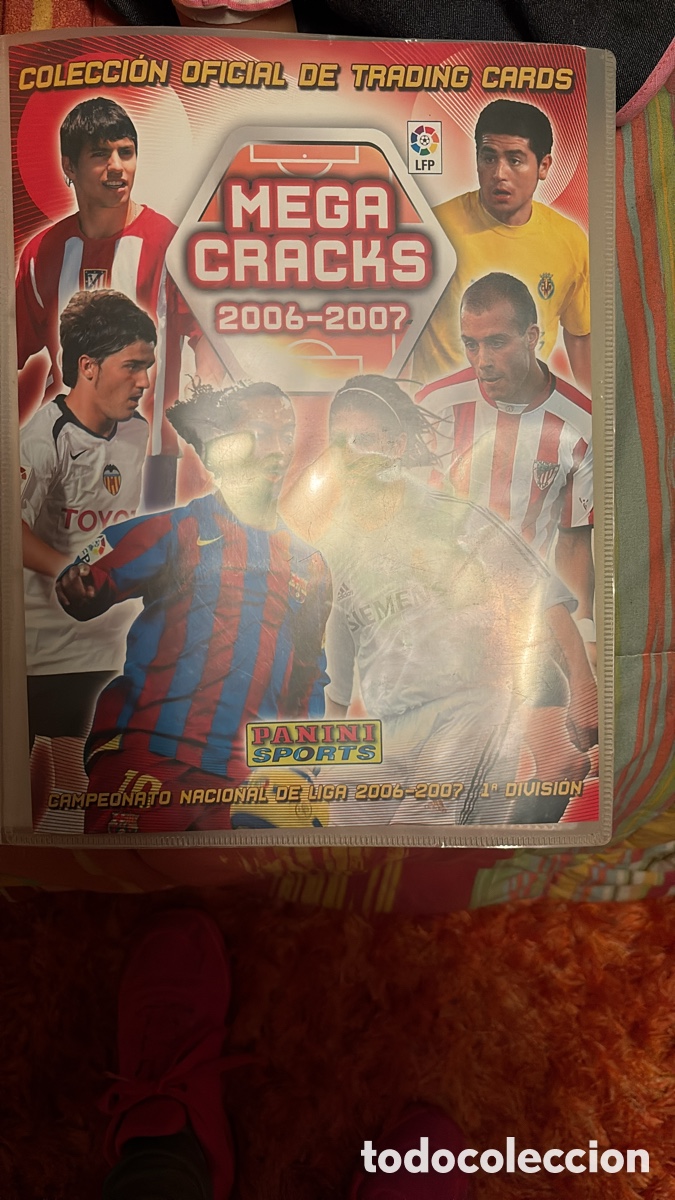 COLECCIÓN OFICIAL DE TRADING CARDS
LFP
MEGA
CRACKS
2006-2007
TOYO
SIEMENS
PANINI
SPORTS
CAMPEONATO NACIONAL DE LIGA 2006-2007 1ª DIVISIÓN
todocoleccion